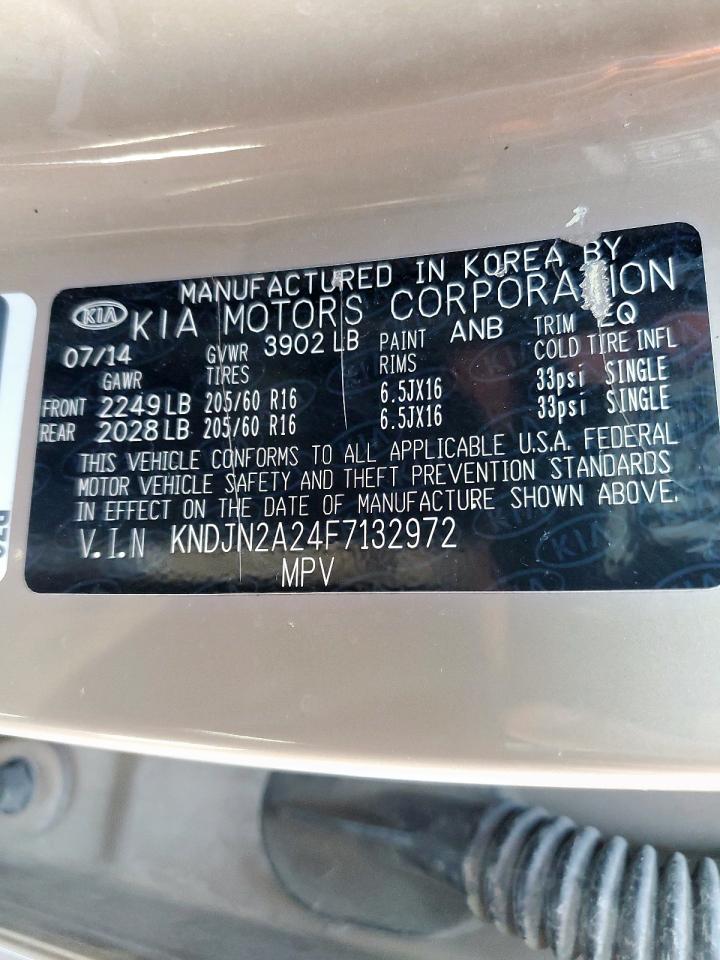 MANUFACTURED IN KOREA BY
KIA KIA MOTORS CORPORATION
07/14 GVWR 3902 LB PAINT ANB TRIM
GAWR TIRES RIMS COLD TIRE INFL
FRONT 2249 LB 205/60 R16 6.5JX16 33psi SINGLE
REAR 2028 LB 205/60 R16 6.5JX16 33psi SINGLE
THIS VEHICLE CONFORMS TO ALL APPLICABLE U.S.A. FEDERAL
MOTOR VEHICLE SAFETY AND THEFT PREVENTION STANDARDS
IN EFFECT ON THE DATE OF MANUFACTURE SHOWN ABOVE.
V.I.N KNDJN2A24F7132972
MPV